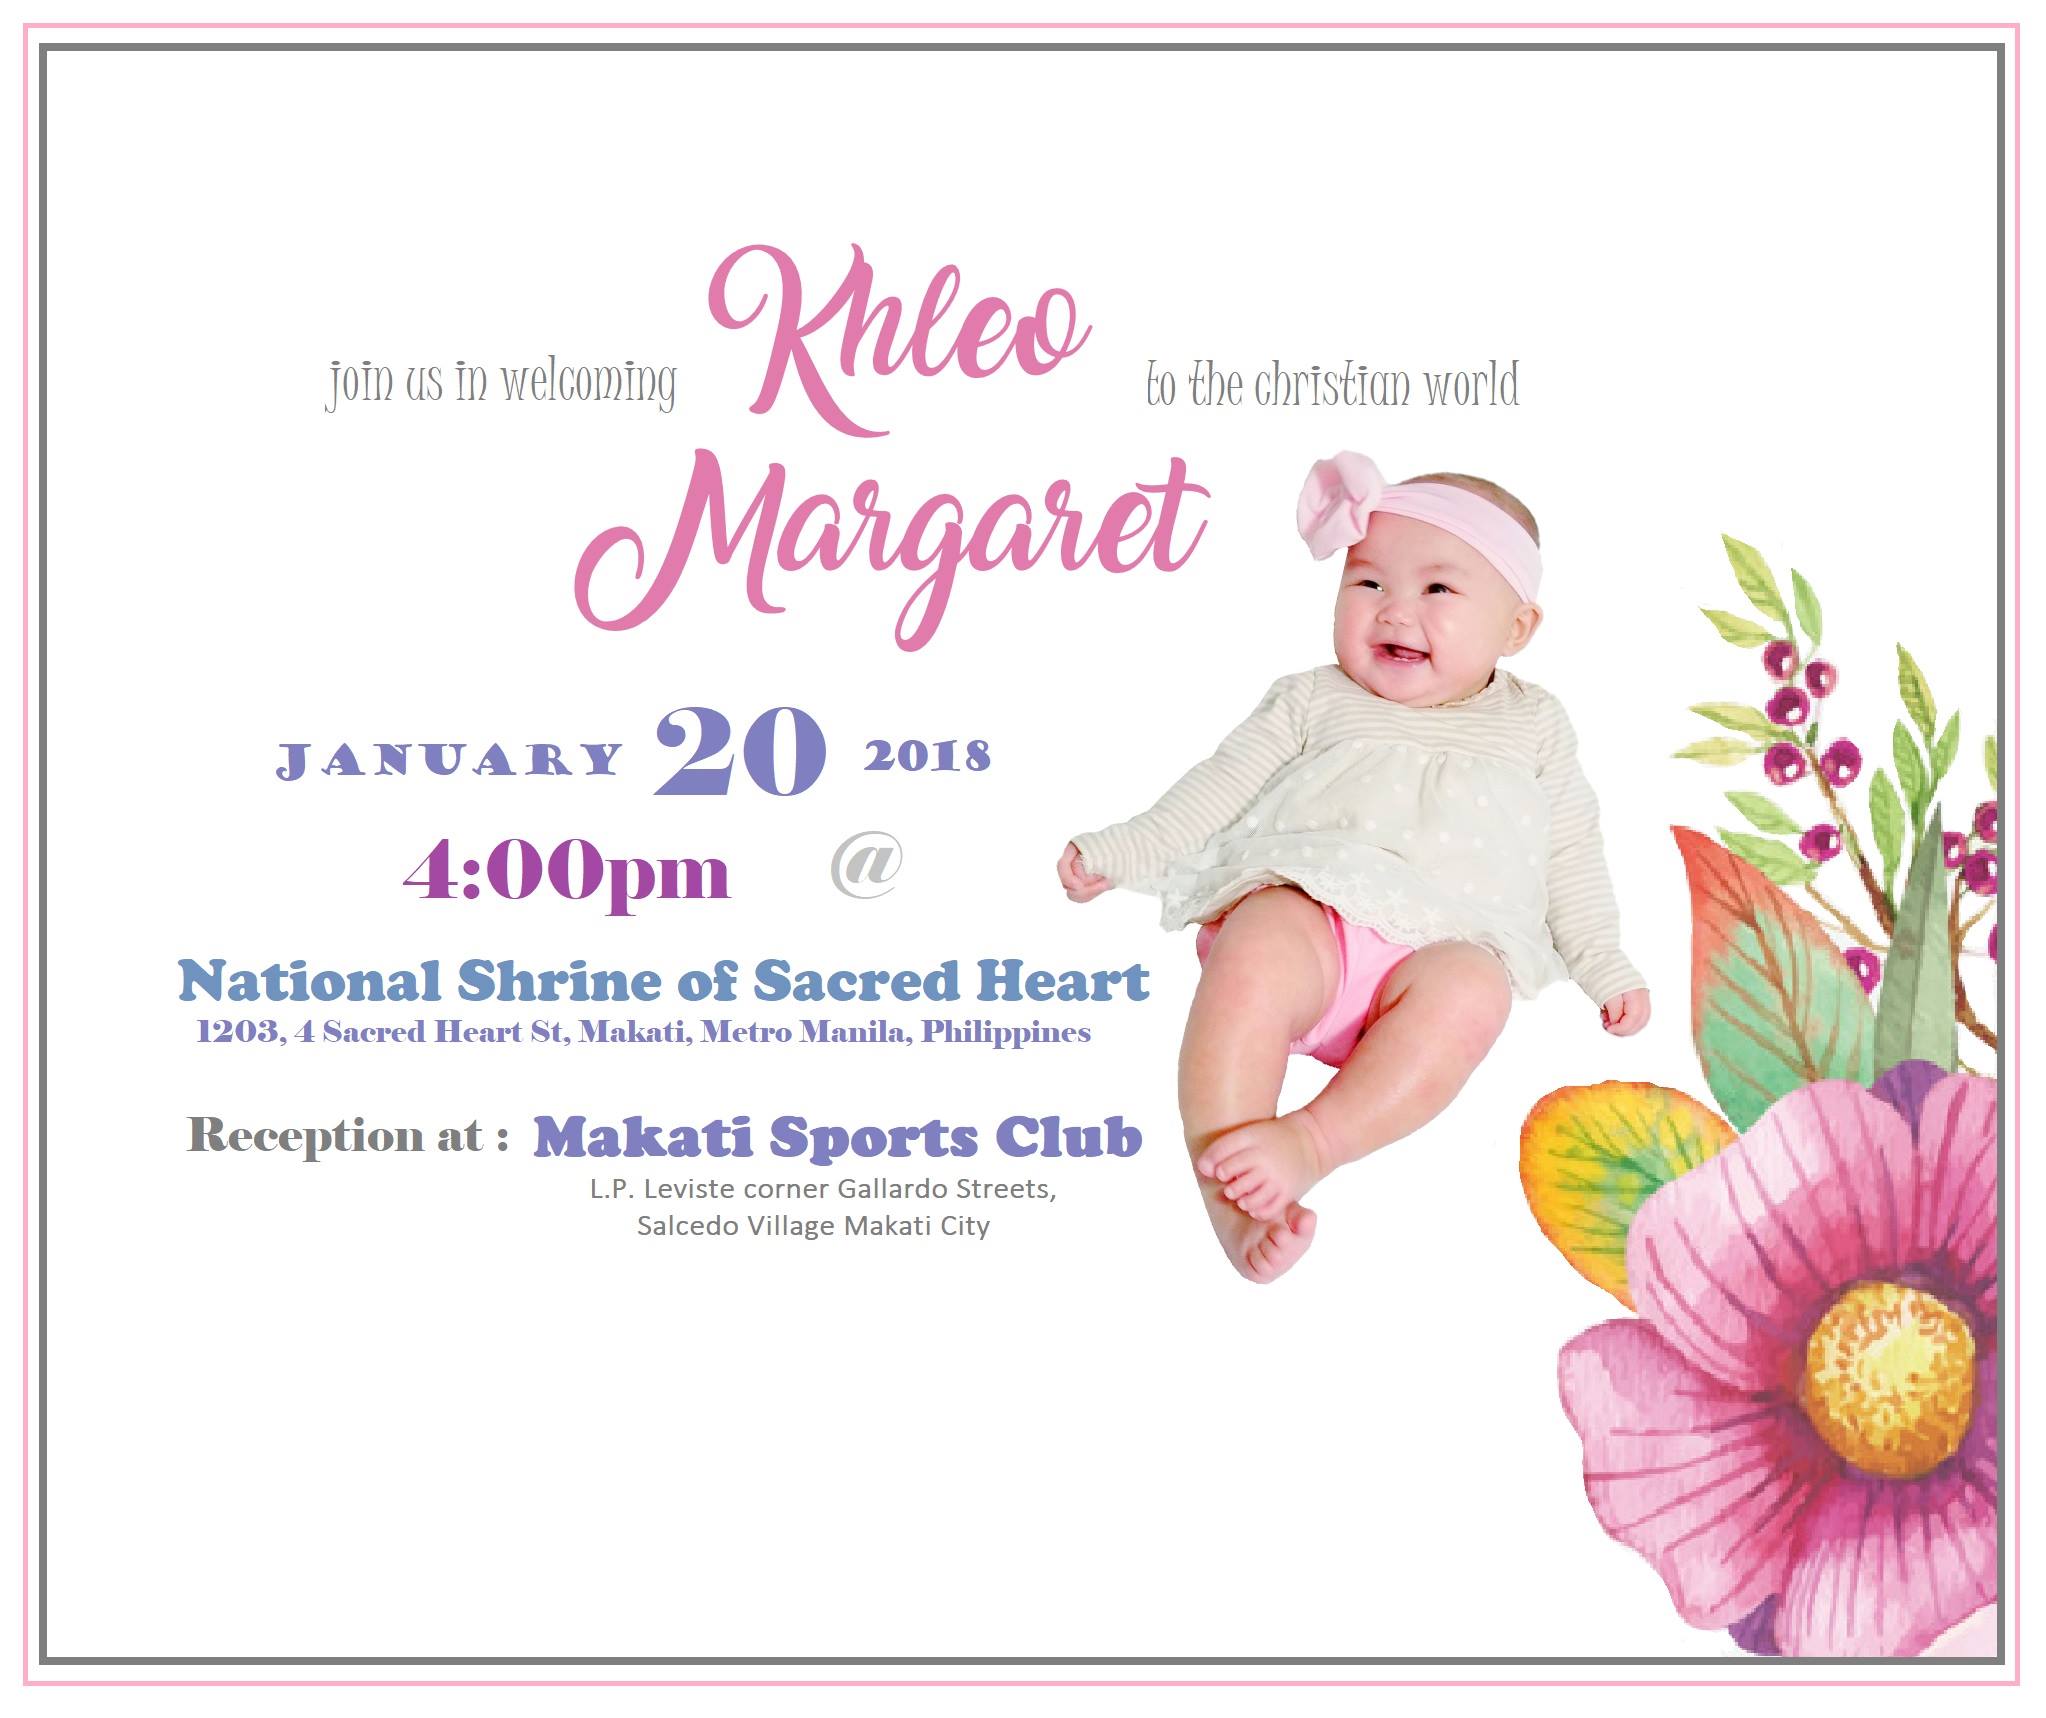 join us in welcoming Khleo to the christian world
Margaret
JANUARY 20 2018
4:00pm @
National Shrine of Sacred Heart
1203, 4 Sacred Heart St, Makati, Metro Manila, Philippines
Reception at : Makati Sports Club
L.P. Leviste corner Gallardo Streets,
Salcedo Village Makati City